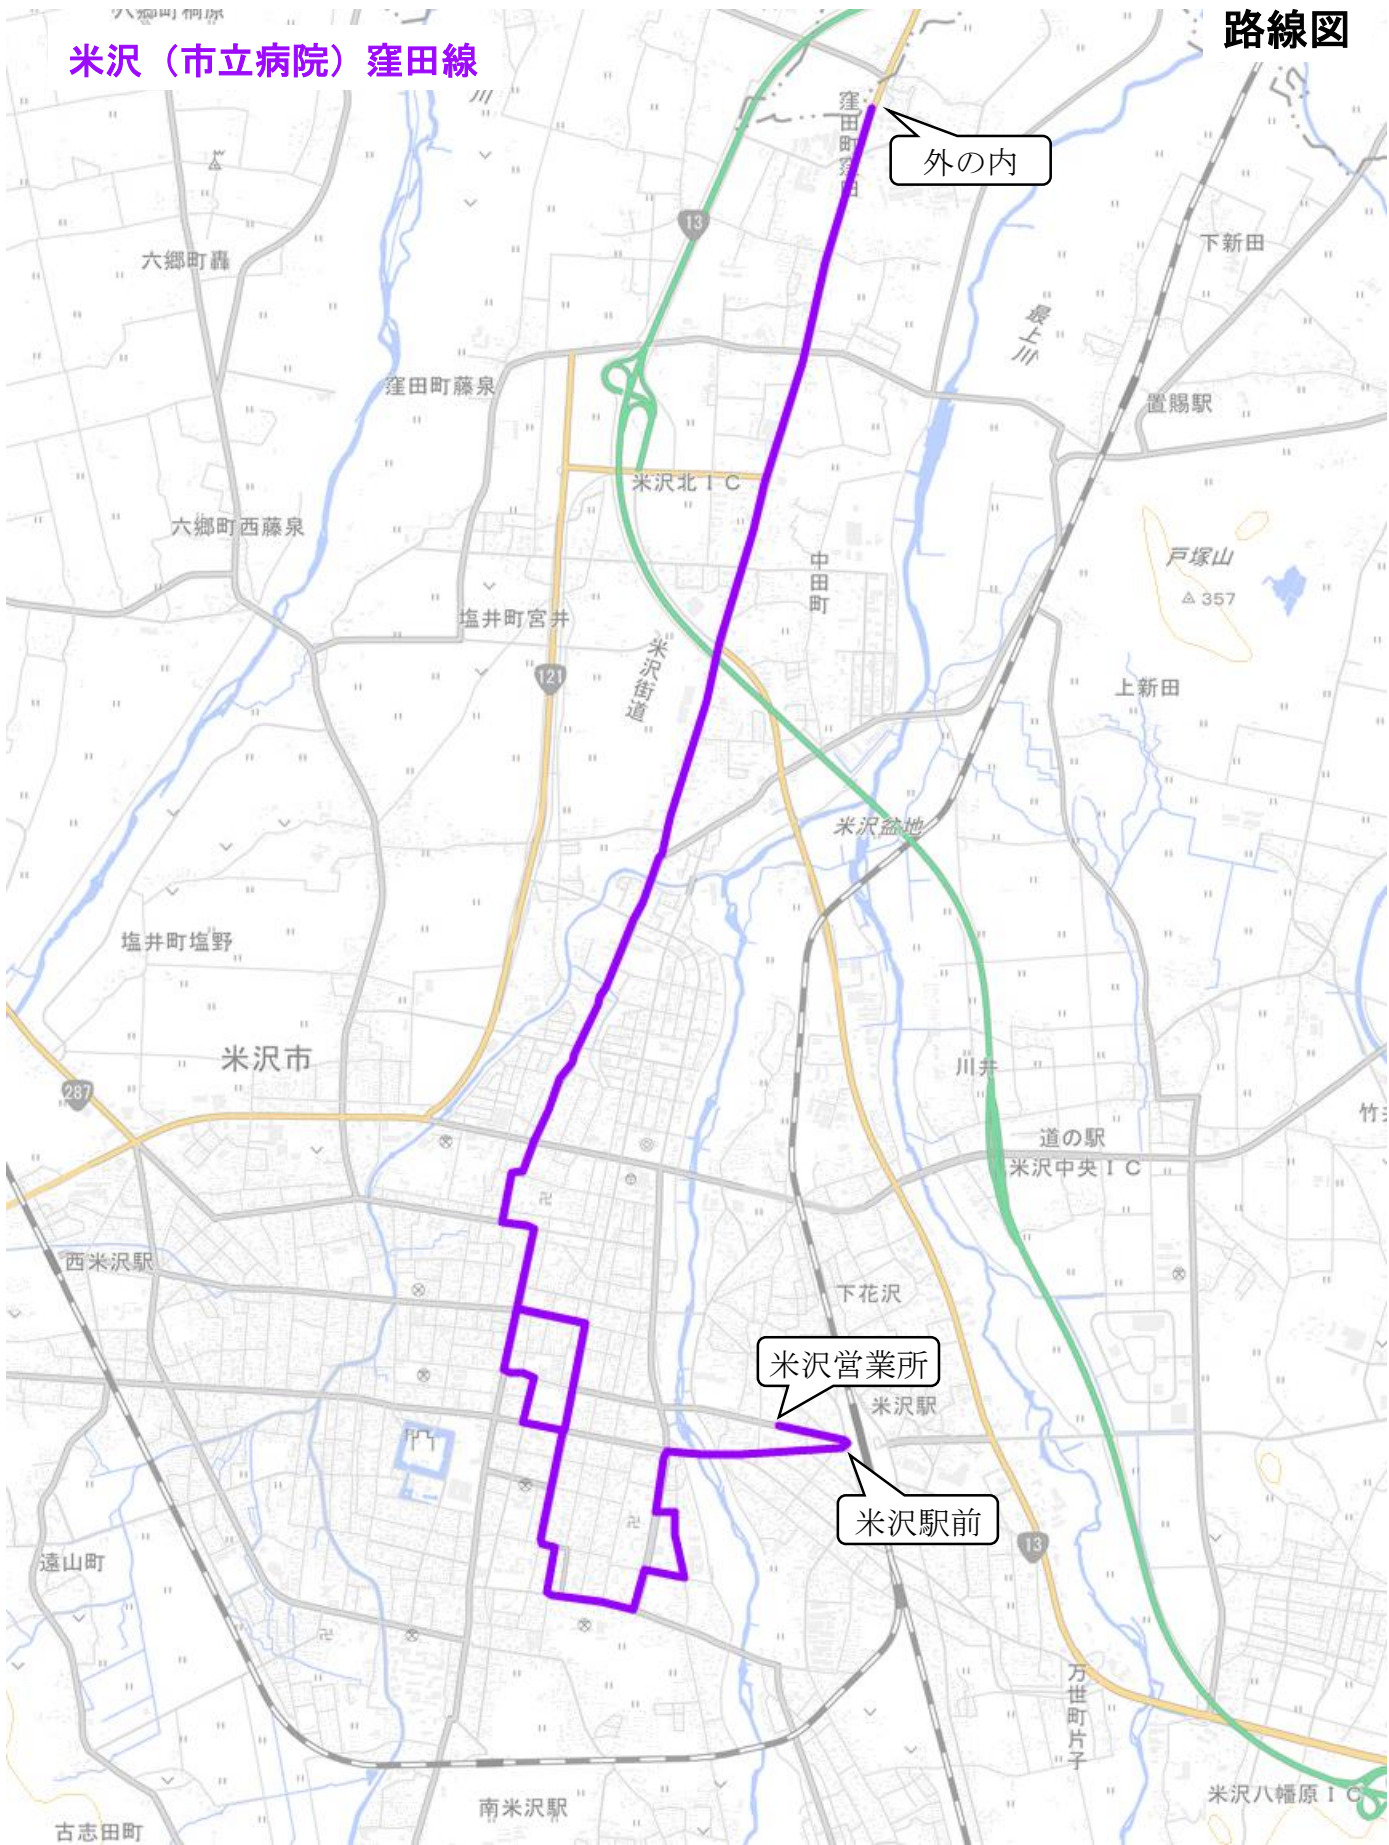 路線図
米沢（市立病院）窪田線
川
窪田町窪田
外の内
13
下新田
六郷町轟
最上川
窪田町藤泉
置賜駅
米沢北IC
六郷町西藤泉
戸塚山
中田町
357
塩井町宮井
米沢街道
121
上新田
米沢盆地
塩井町塩野
米沢市
川井
287
道の駅
米沢中央IC
西米沢駅
下花沢
米沢営業所
米沢駅
米沢駅前
13
遠山町
万世町片子
米沢八幡原IC
南米沢駅
古志田町